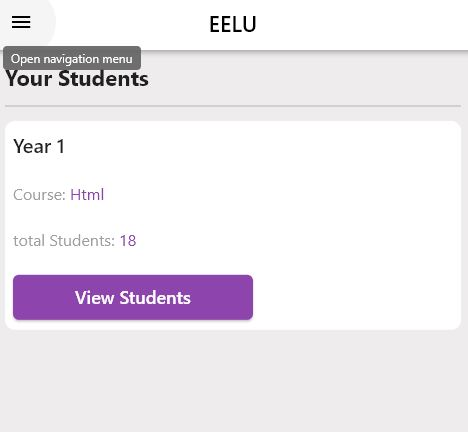 EELU
Open navigation menu
Your Students
Year 1
Course: Html
total Students: 18
View Students